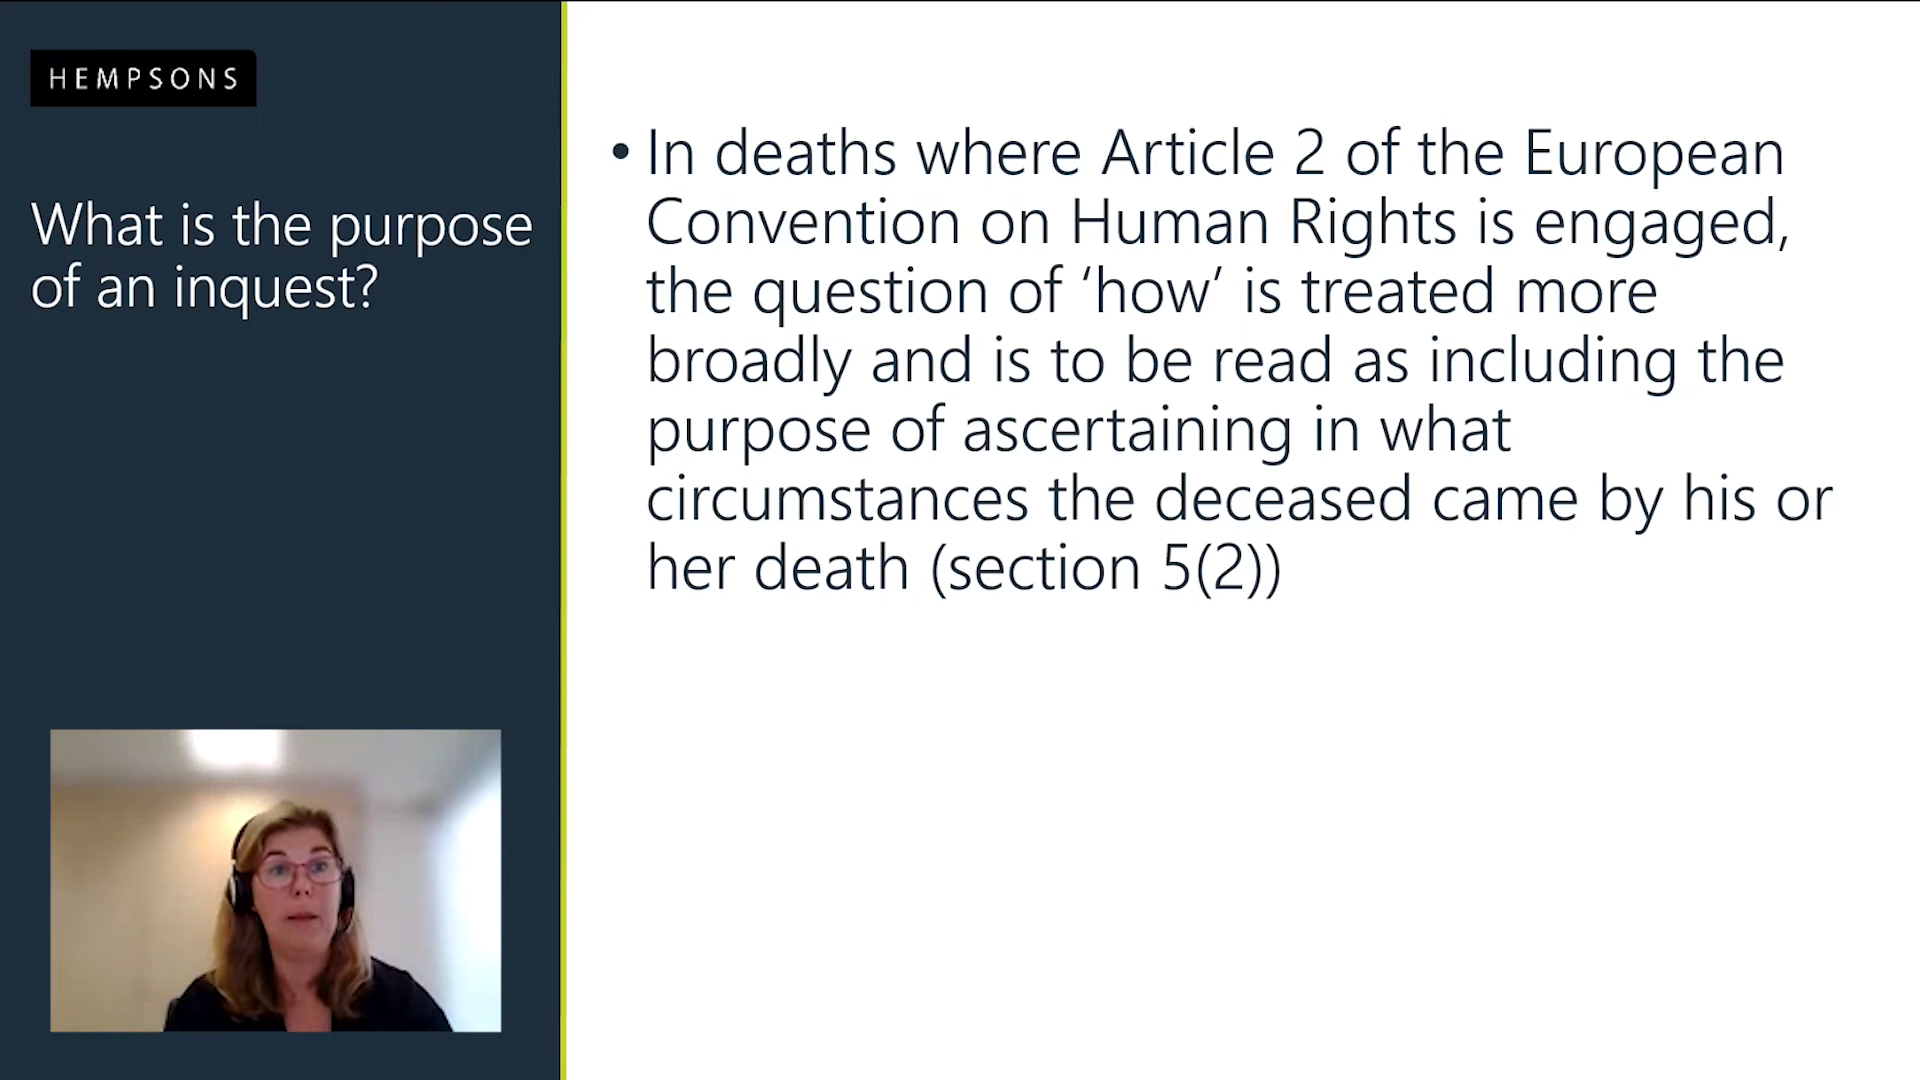 HEMPSONS
What is the purpose
of an inquest?
• In deaths where Article 2 of the European
Convention on Human Rights is engaged,
the question of ‘how’ is treated more
broadly and is to be read as including the
purpose of ascertaining in what
circumstances the deceased came by his or
her death (section 5(2))